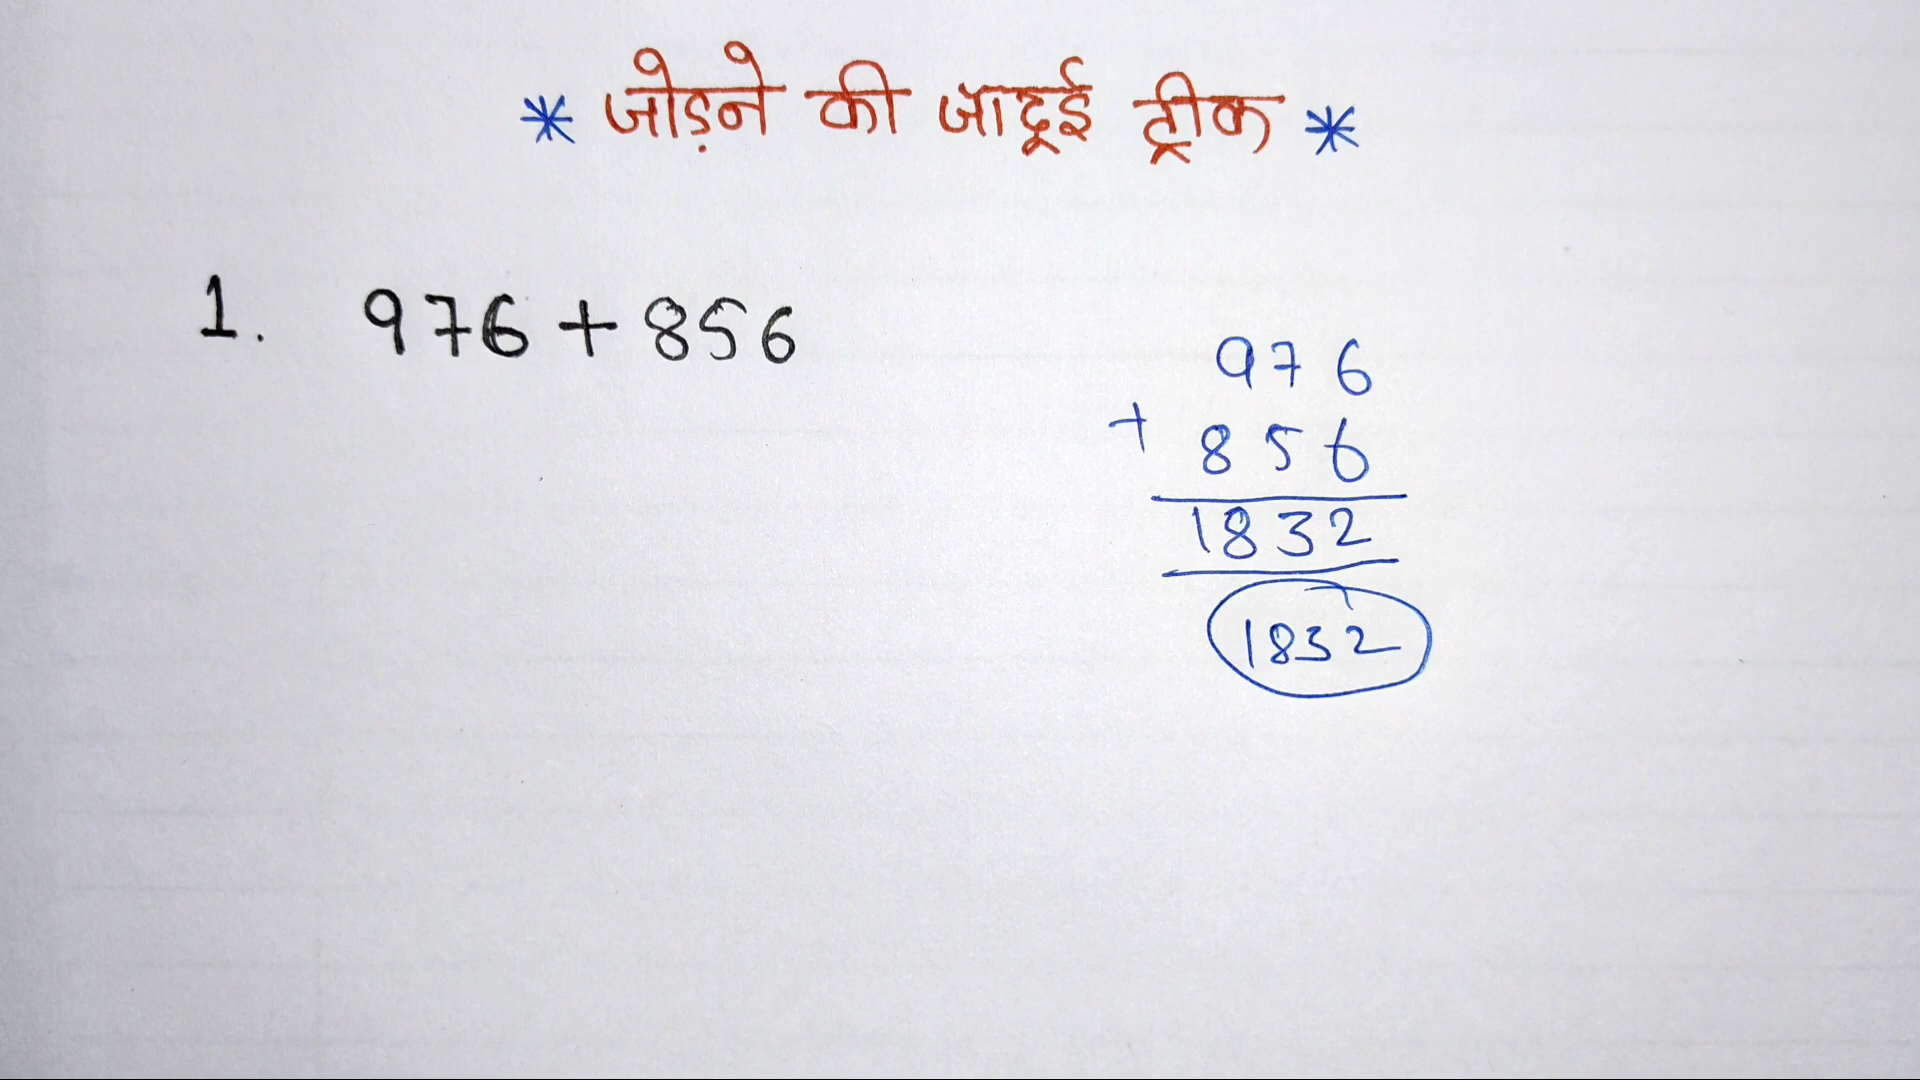 * जोड़ने की जादूई ट्रीक *
1. 976 + 856
976
+ 856
1832
1832